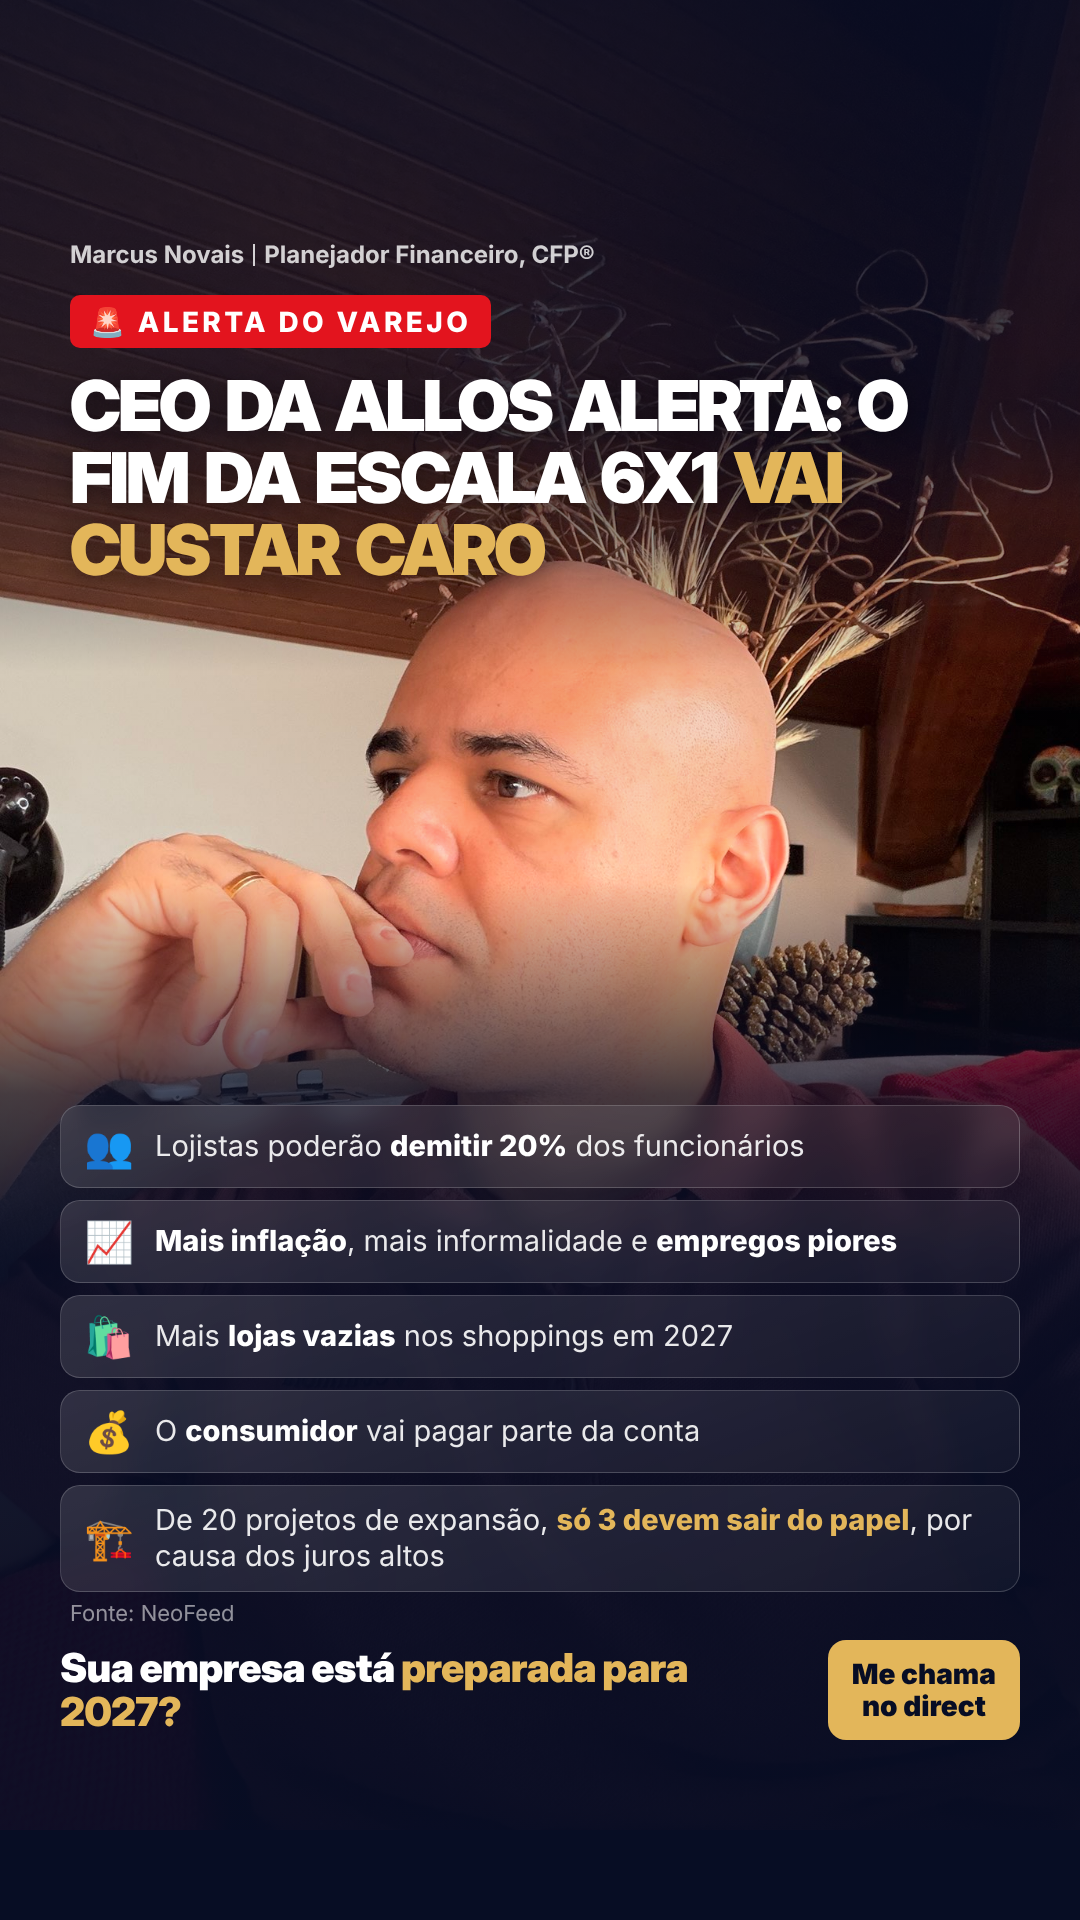 Marcus Novais | Planejador Financeiro, CFP®
🚨 ALERTA DO VAREJO
CEO DA ALLOS ALERTA: O
FIM DA ESCALA 6X1 VAI
CUSTAR CARO
Lojistas poderão demitir 20% dos funcionários
Mais inflação, mais informalidade e empregos piores
Mais lojas vazias nos shoppings em 2027
O consumidor vai pagar parte da conta
De 20 projetos de expansão, só 3 devem sair do papel, por
causa dos juros altos
Fonte: NeoFeed
Sua empresa está preparada para
2027?
Me chama
no direct